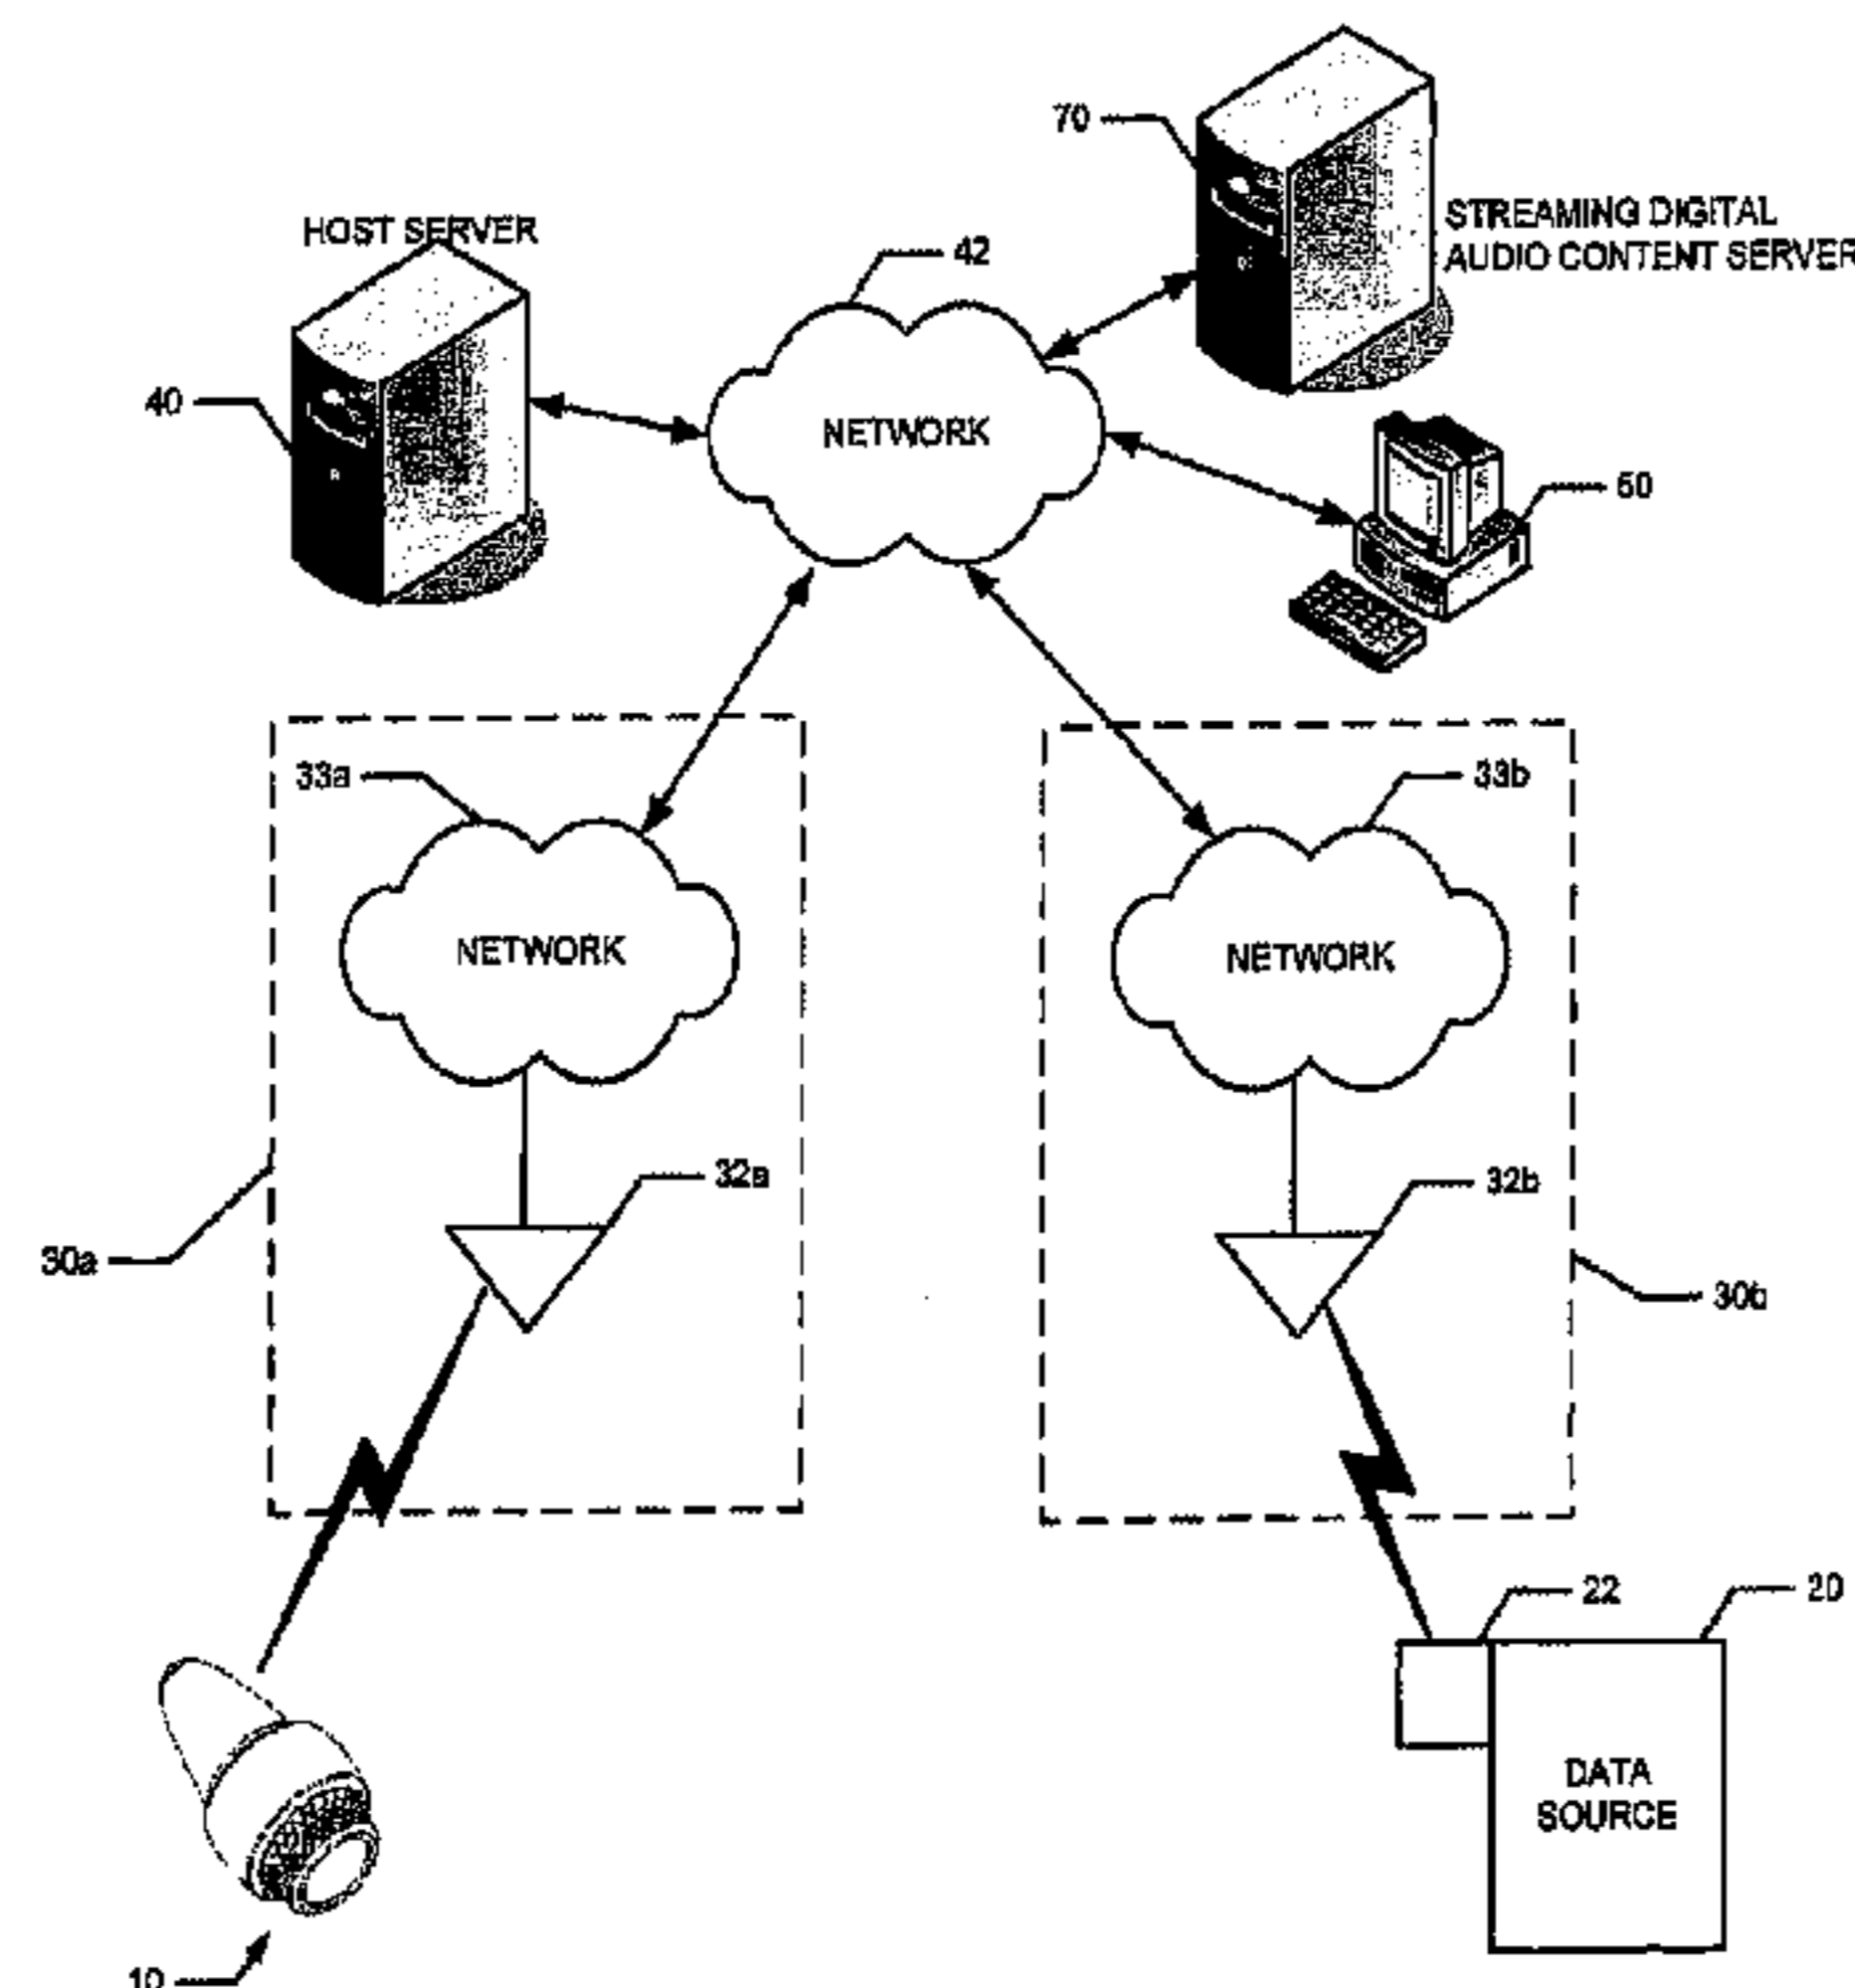 70
STREAMING DIGITAL
AUDIO CONTENT SERVER
HOST SERVER
42
40
NETWORK
50
33a
33b
NETWORK
NETWORK
32a
32b
30a
30b
22
20
DATA
SOURCE
10